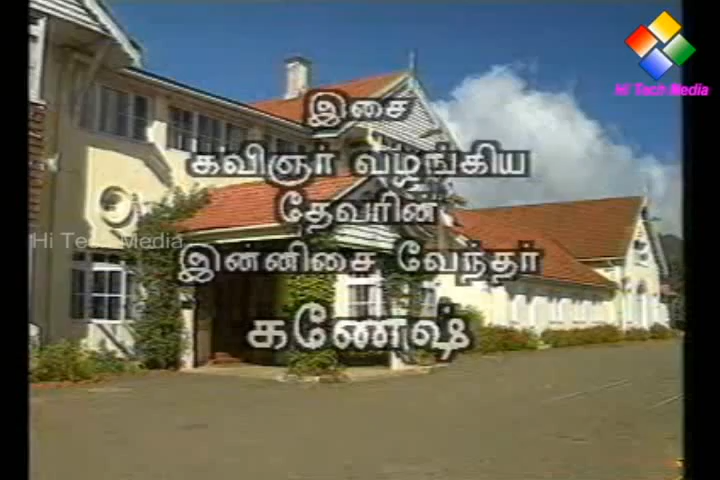 Hi Tech Media
இசை
கவிஞர் வழங்கிய
தேவரின்
Hi Tech Media
இன்னிசை வேந்தர்
கணேஷ்